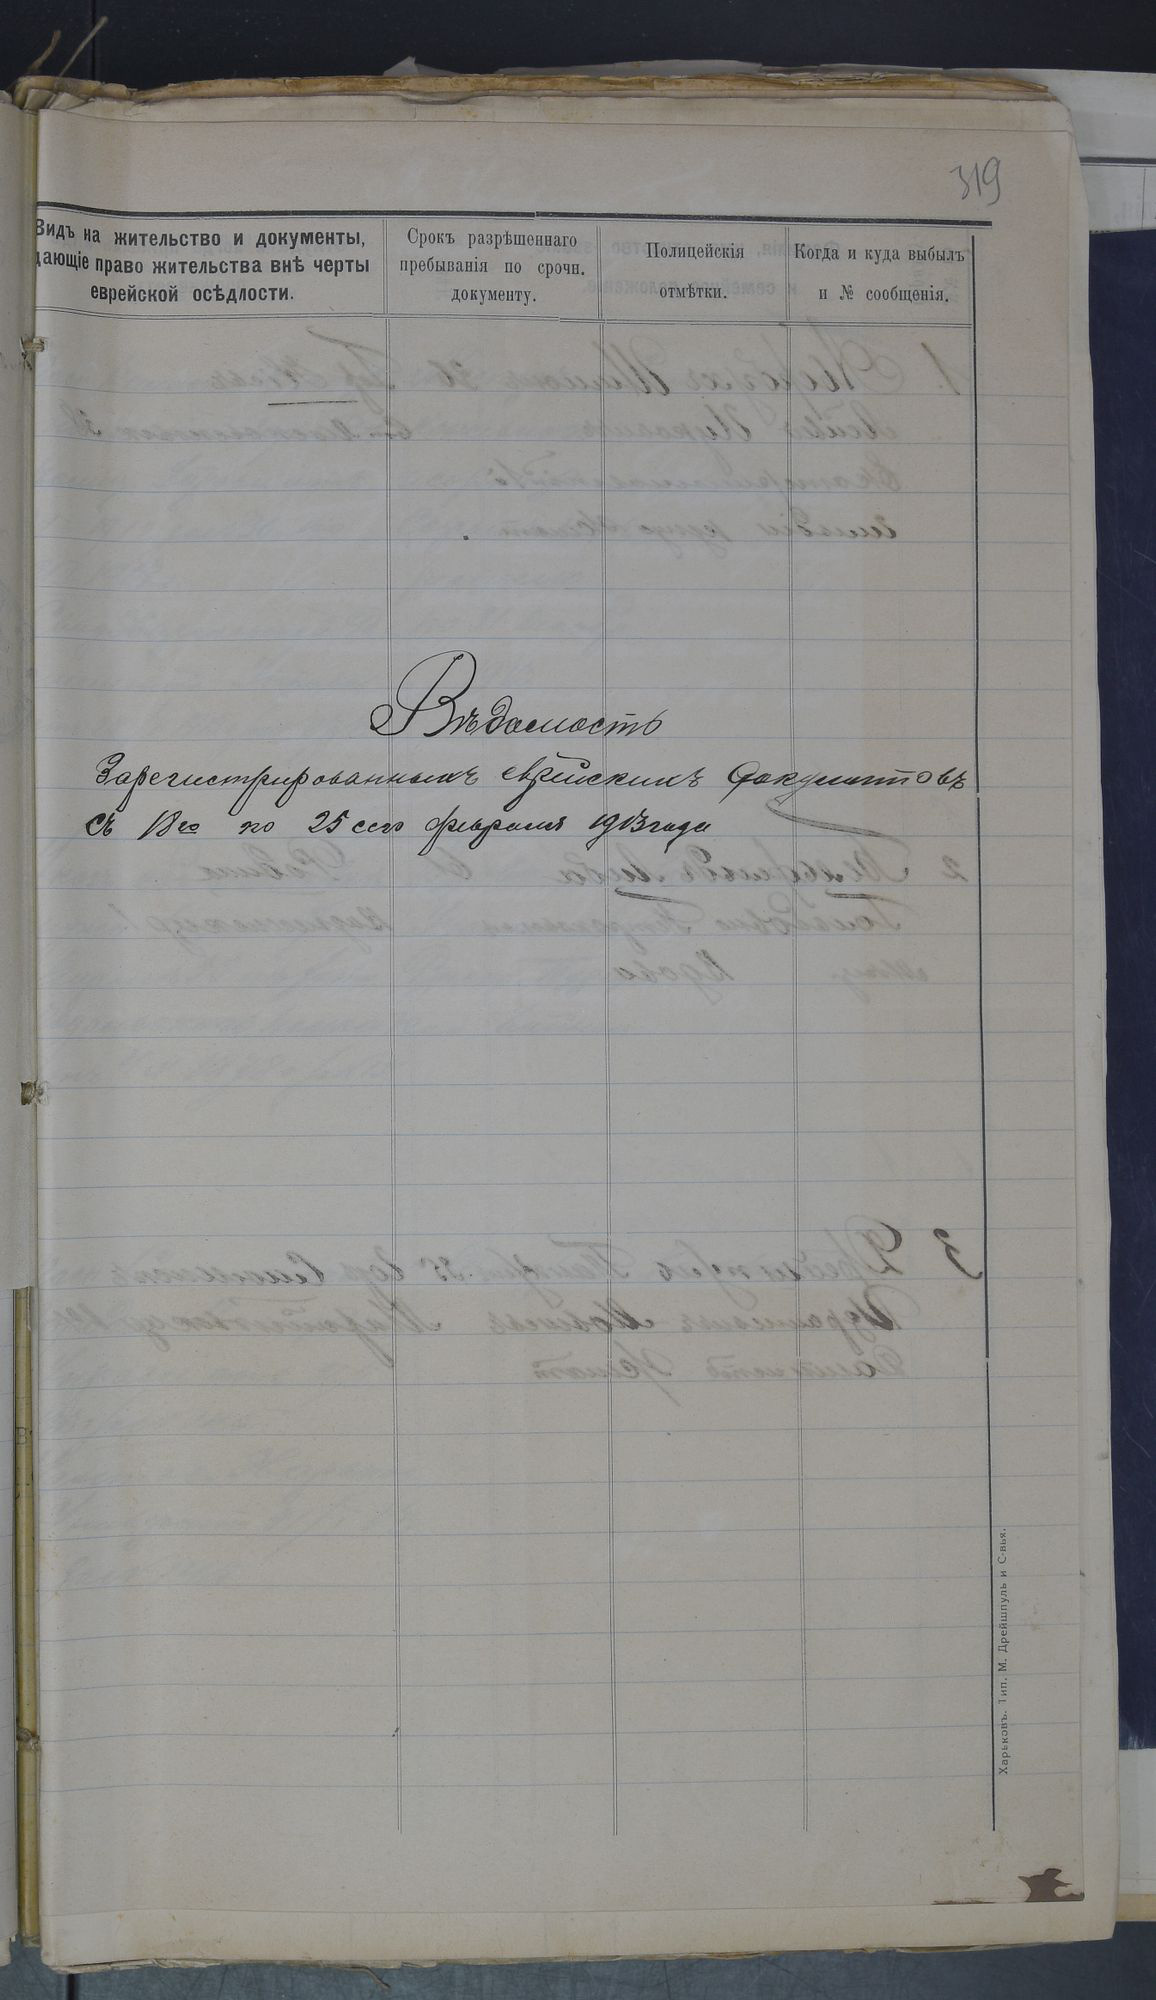 319
Видъ на жительство и документы,
дающіе право жительства внѣ черты
еврейской осѣдлости.
Срокъ разрѣшеннаго
пребыванія по срочн.
документу.
Полицейскія
отмѣтки.
Когда и куда выбылъ
и № сообщенія.
Вѣдомость
Зарегистрированныхъ еврейскихъ документовъ
съ 18го по 25 сего февраля 1913 года
Харьковъ. Тип. М. Дрейшпуль и С-вья.